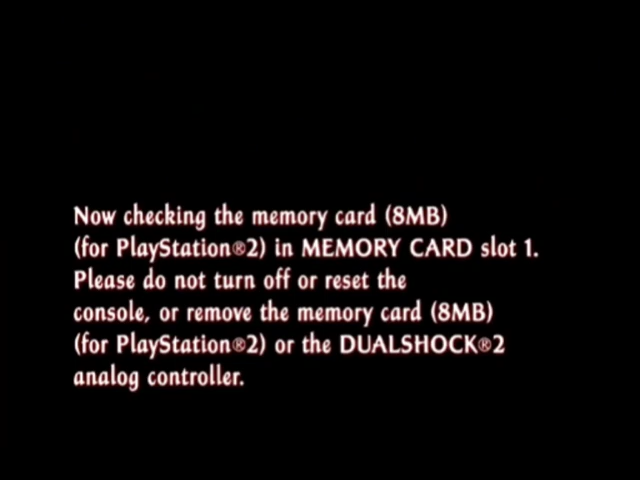 Now checking the memory card (8MB)
(for PlayStation®2) in MEMORY CARD slot 1.
Please do not turn off or reset the
console, or remove the memory card (8MB)
(for PlayStation®2) or the DUALSHOCK®2
analog controller.